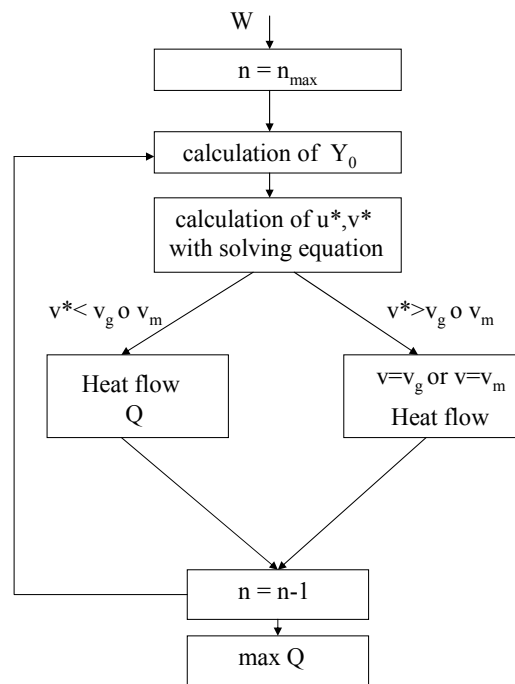 W
n = n_max
calculation of Y_0
calculation of u*,v*
with solving equation
v*< v_g o v_m
v*>v_g o v_m
Heat flow
Q
v=v_g or v=v_m
Heat flow
n = n-1
max Q